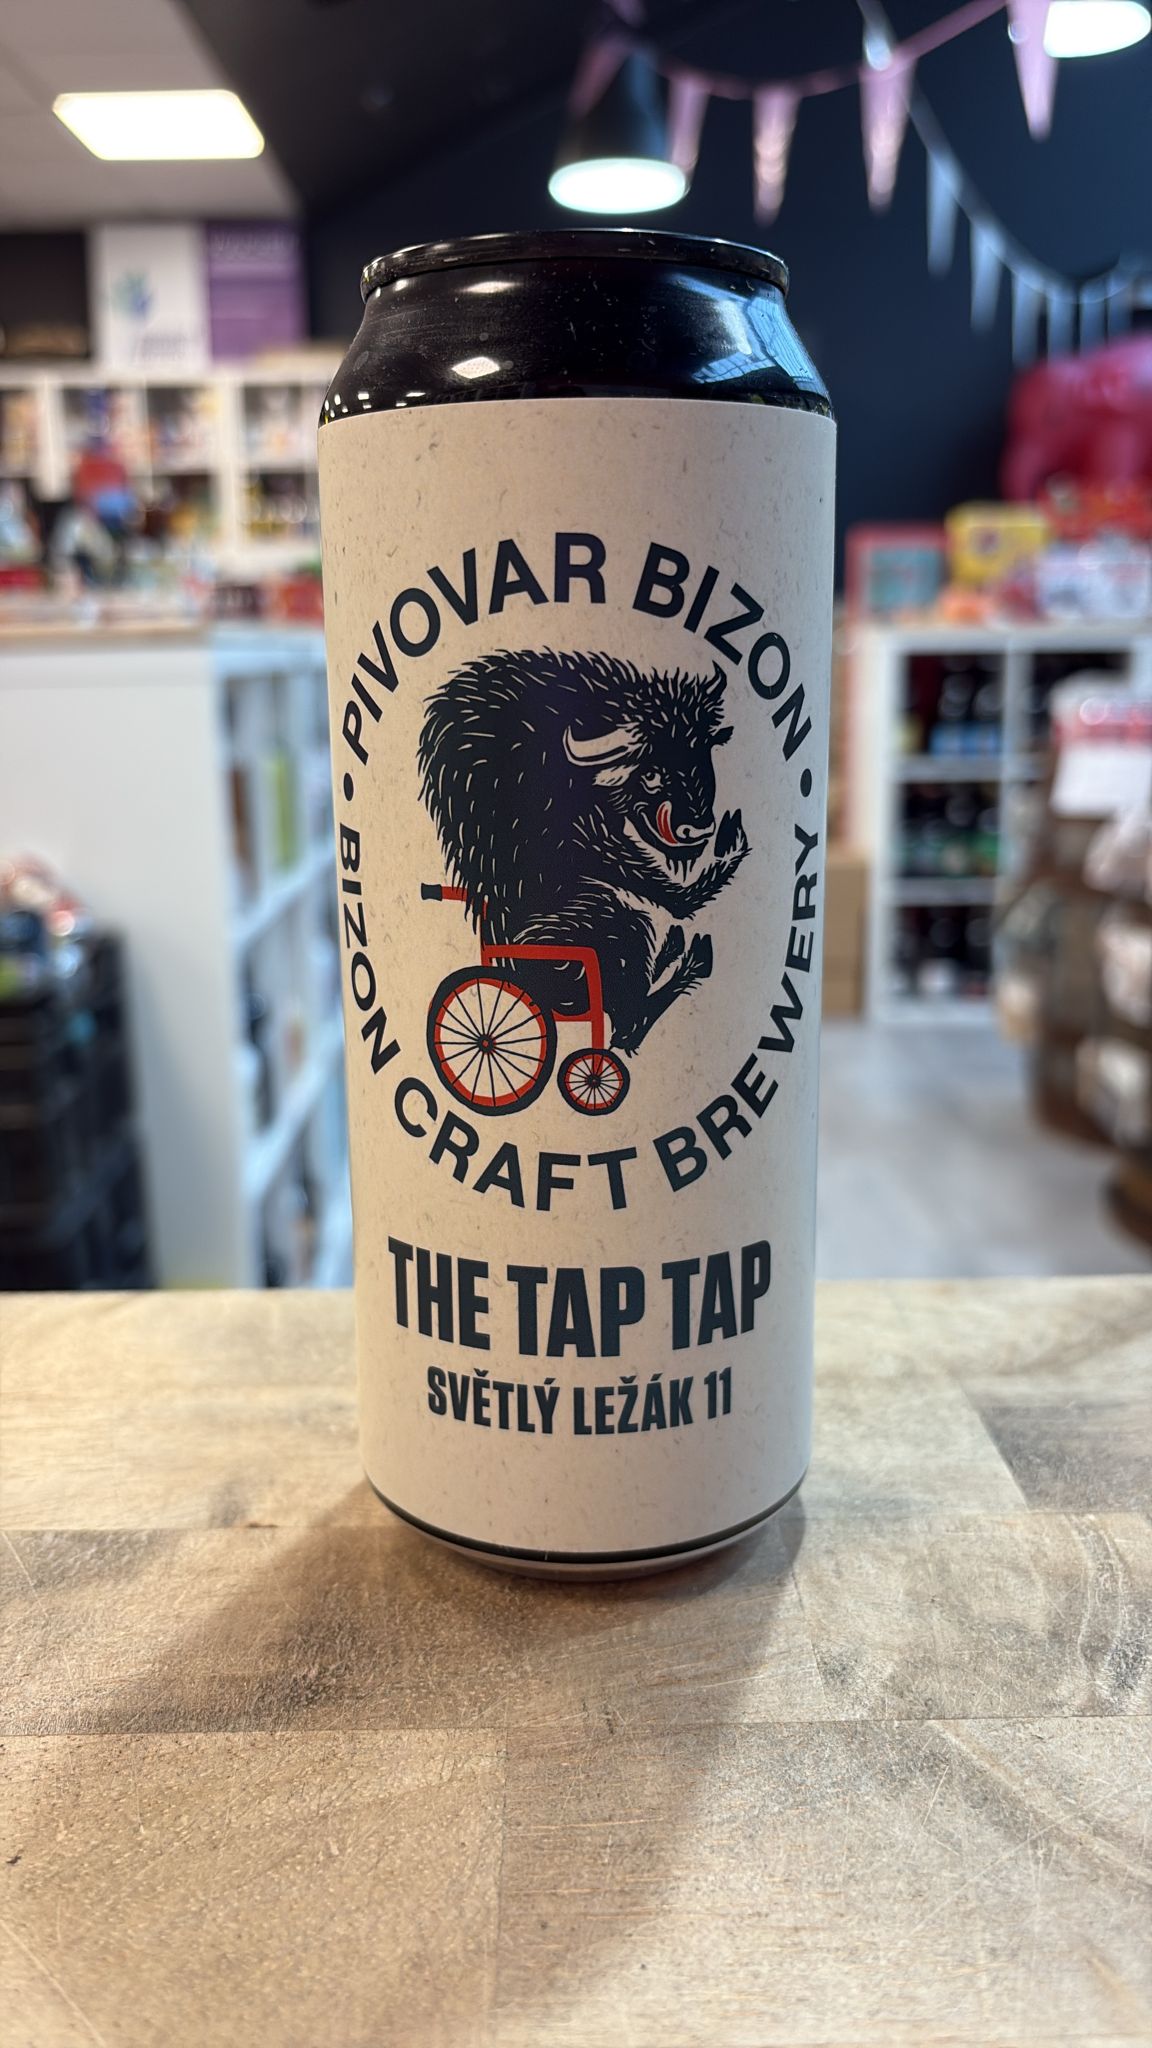 PIVOVAR BIZON
• BIZON CRAFT BREWERY •
THE TAP TAP
SVĚTLÝ LEŽÁK 11